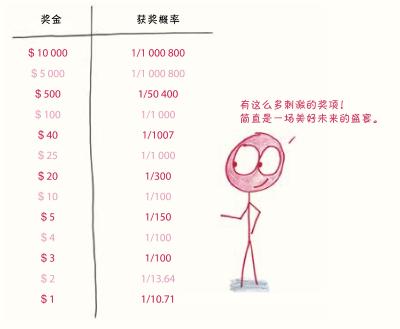 奖金 获奖概率
$ 10 000 1/1 000 800
$ 5 000 1/1 000 800
$ 500 1/50 400
$ 100 1/1 000
$ 40 1/1007
$ 25 1/1 000
$ 20 1/300
$ 10 1/100
$ 5 1/150
$ 4 1/100
$ 3 1/100
$ 2 1/13.64
$ 1 1/10.71
有这么多刺激的奖项！
简直是一场美好未来的盛宴。